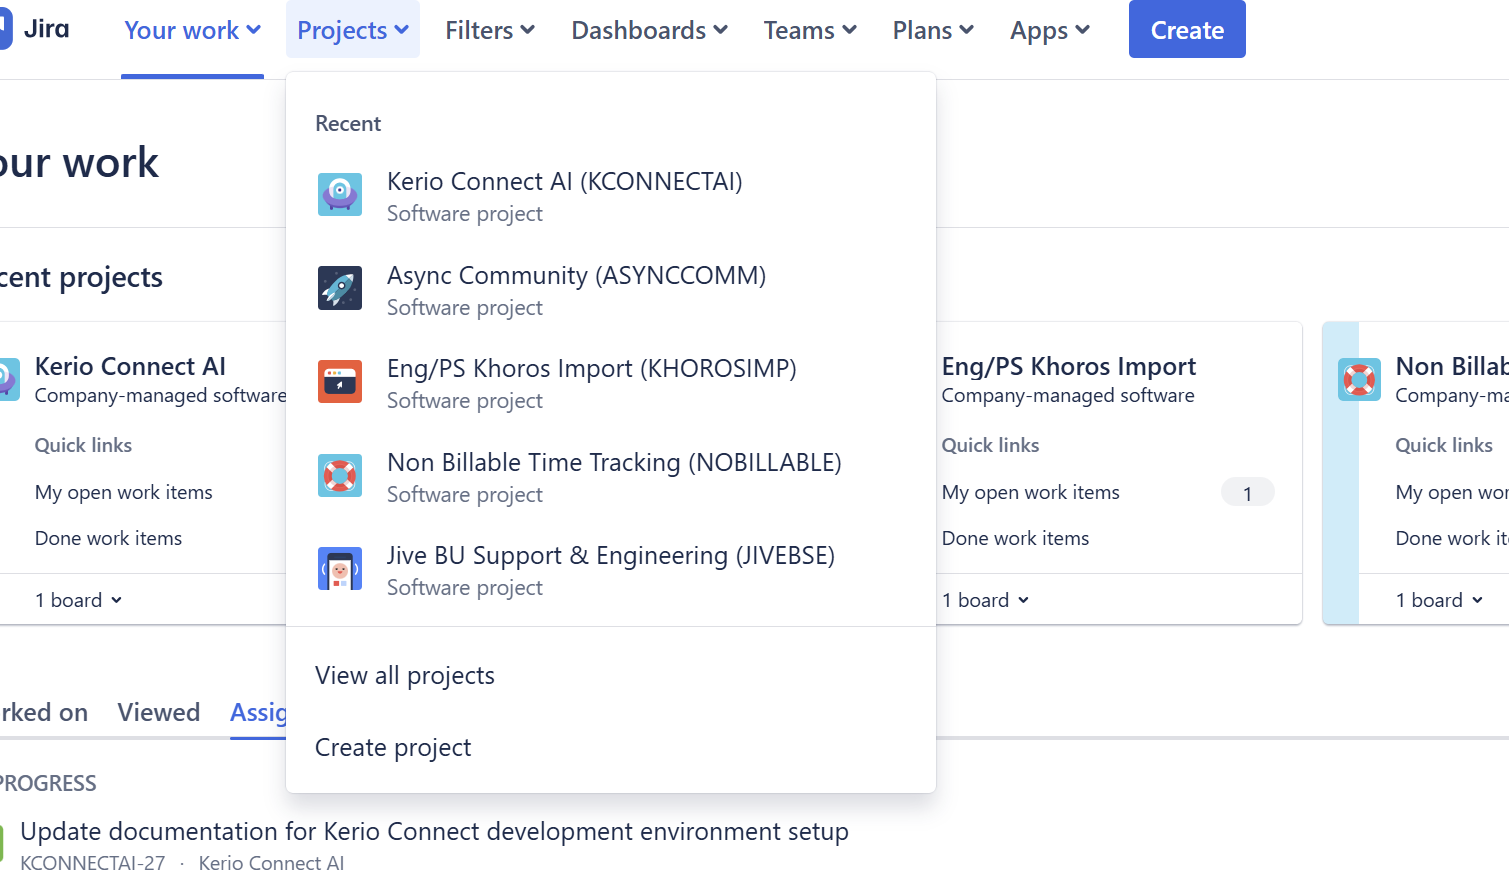 Jira
Your work
Projects
Filters
Dashboards
Teams
Plans
Apps
Create
our work
Recent
Kerio Connect AI (KCONNECTAI)
Software project
Async Community (ASYNCCOMM)
Software project
Eng/PS Khoros Import (KHOROSIMP)
Software project
Non Billable Time Tracking (NOBILLABLE)
Software project
Jive BU Support & Engineering (JIVEBSE)
Software project
View all projects
Create project
cent projects
Kerio Connect AI
Company-managed software
Quick links
My open work items
Done work items
1 board
Eng/PS Khoros Import
Company-managed software
Quick links
My open work items
1
Done work items
1 board
Non Billab
Company-ma
Quick links
My open wor
Done work ite
1 board
rked on
Viewed
Assig
PROGRESS
Update documentation for Kerio Connect development environment setup
KCONNECTAI-27 · Kerio Connect AI